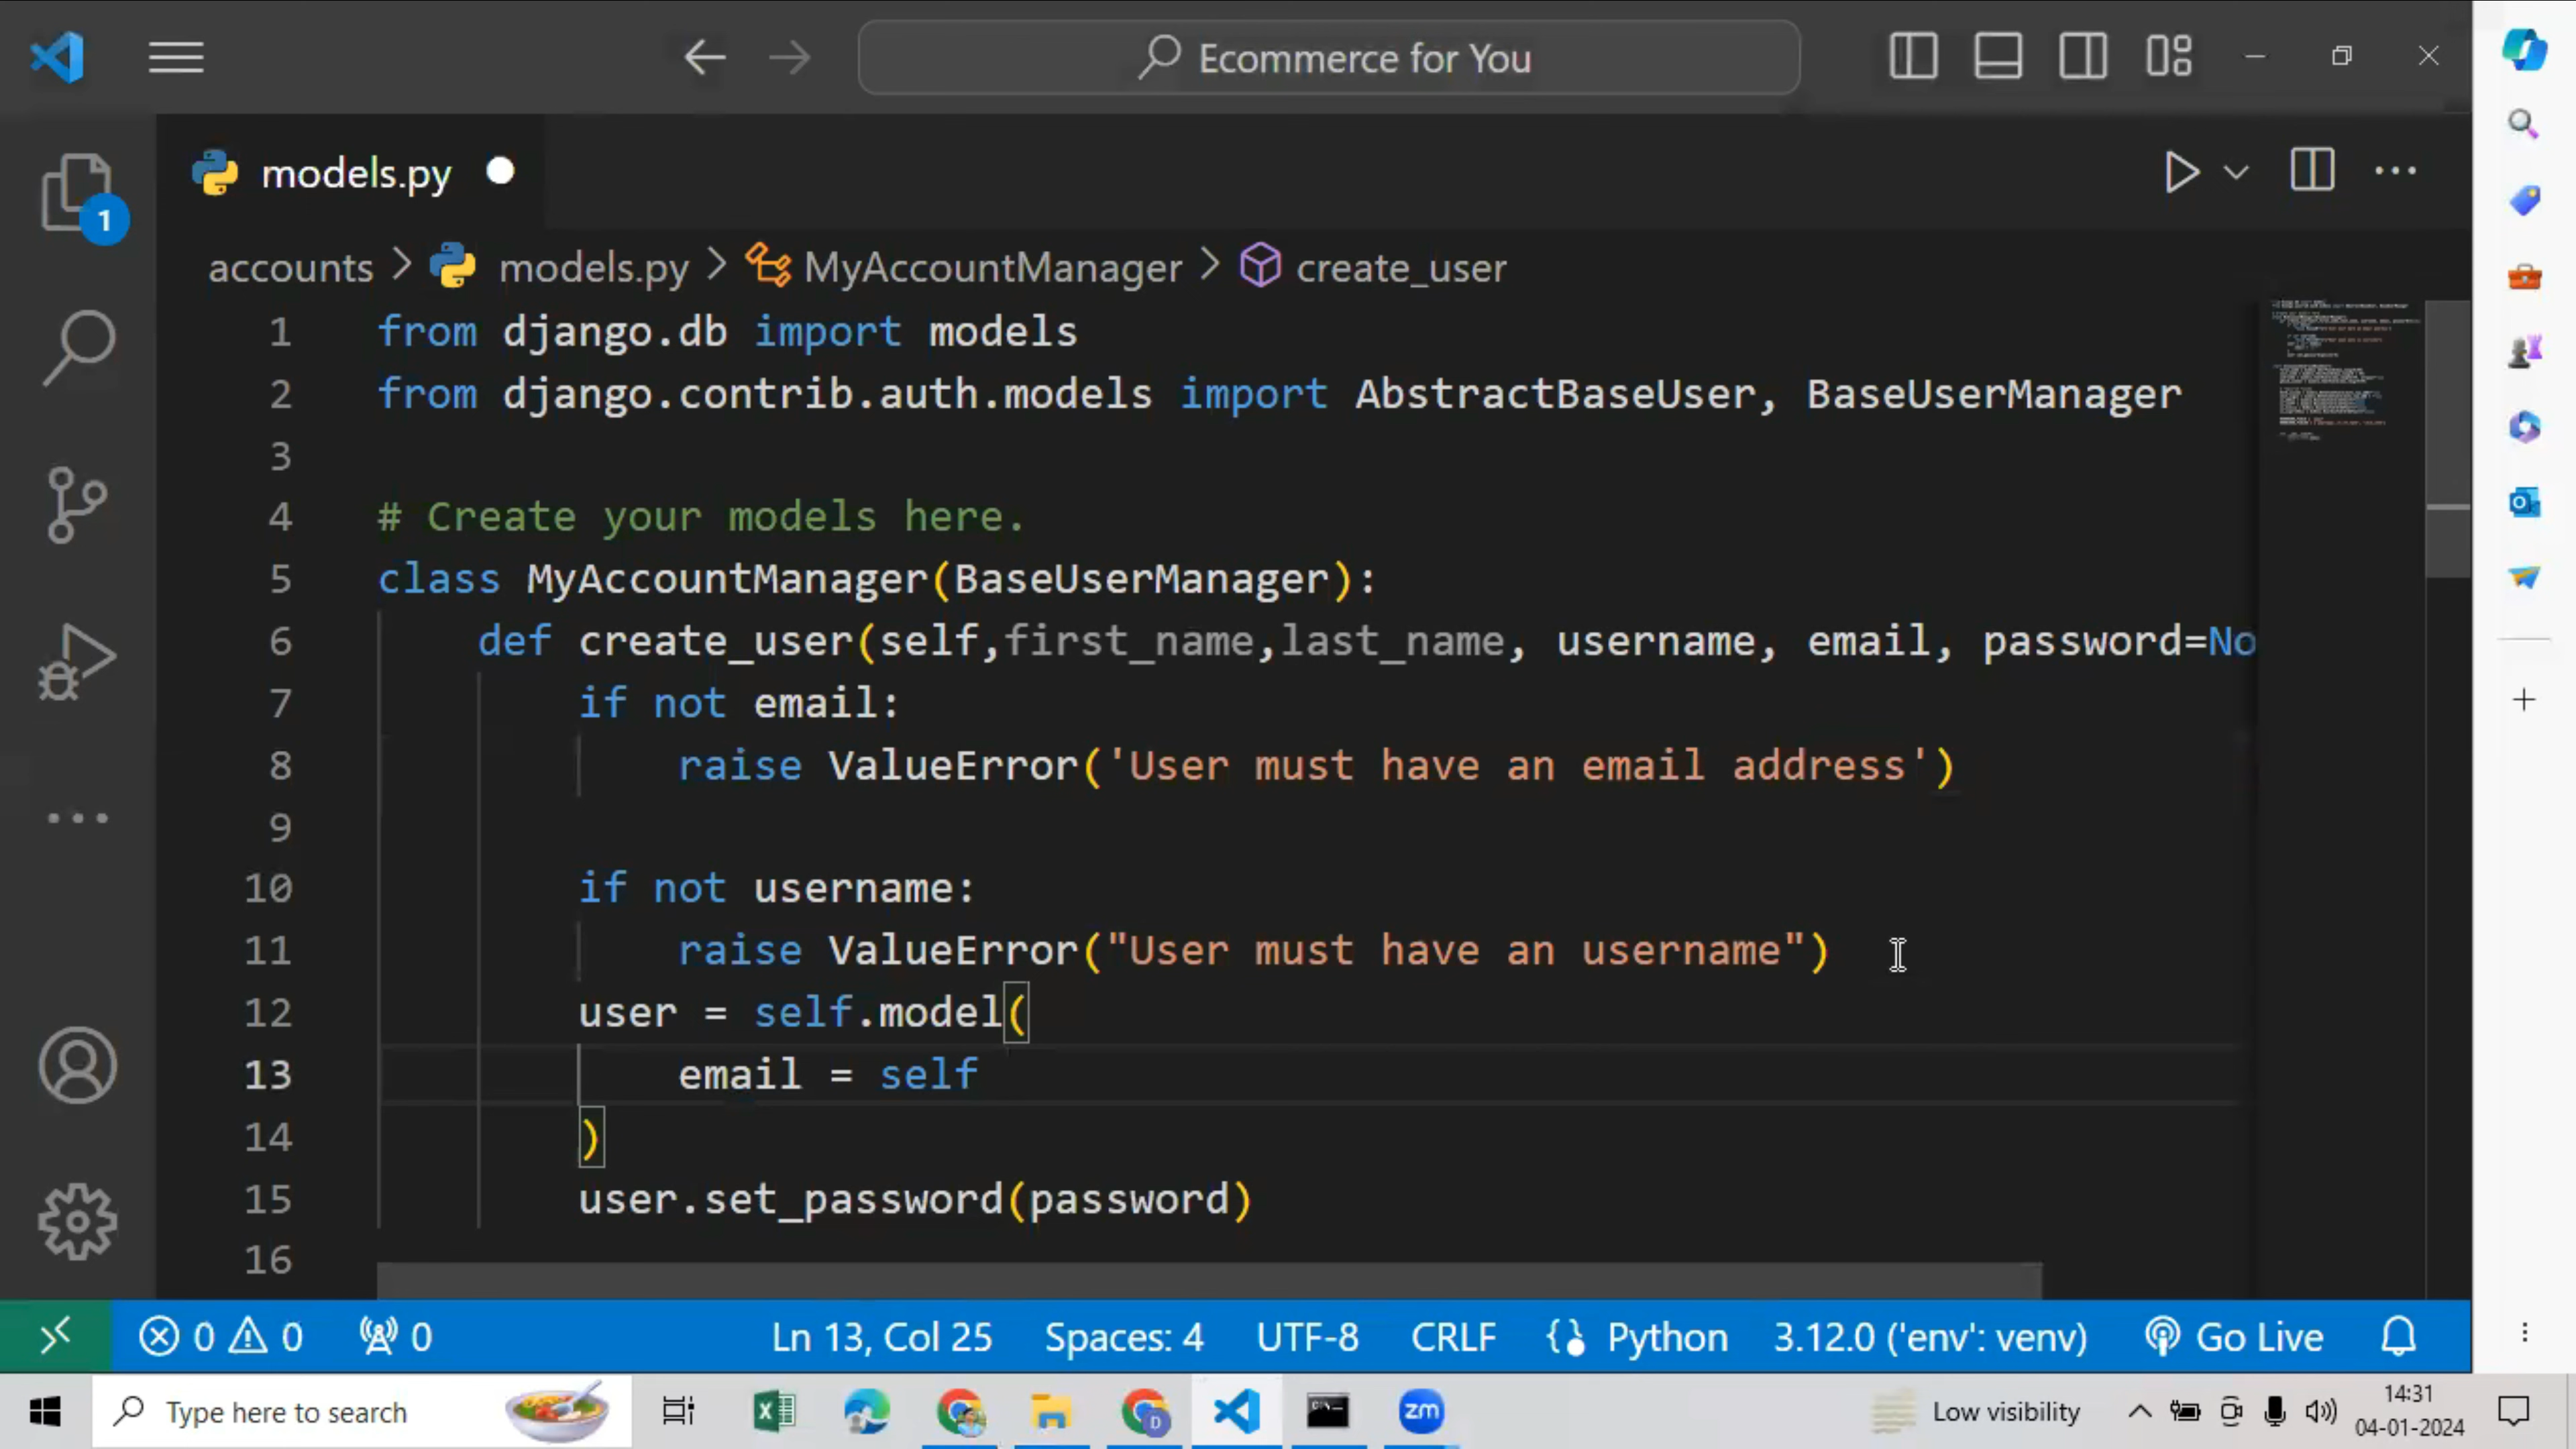 Ecommerce for You
models.py
1
accounts > models.py > MyAccountManager > create_user
1 from django.db import models
2 from django.contrib.auth.models import AbstractBaseUser, BaseUserManager
3
4 # Create your models here.
5 class MyAccountManager(BaseUserManager):
6 def create_user(self,first_name,last_name, username, email, password=No
7 if not email:
8 raise ValueError('User must have an email address')
9
10 if not username:
11 raise ValueError("User must have an username")
12 user = self.model(
13 email = self
14 )
15 user.set_password(password)
16
0 0 0 Ln 13, Col 25 Spaces: 4 UTF-8 CRLF Python 3.12.0 ('env': venv) Go Live
Type here to search D zm Low visibility 14:31
04-01-2024